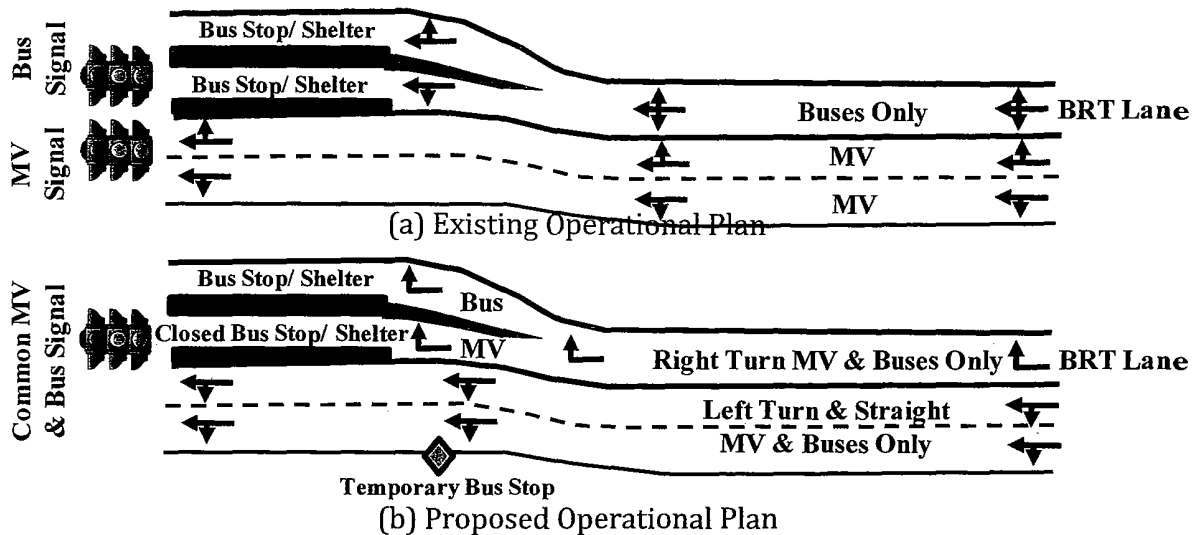 Bus Signal
Bus Stop/ Shelter
Bus Stop/ Shelter
Buses Only
BRT Lane
MV Signal
MV
MV
(a) Existing Operational Plan
Common MV & Bus Signal
Bus Stop/ Shelter
Bus
Closed Bus Stop/ Shelter
MV
Right Turn MV & Buses Only
BRT Lane
Left Turn & Straight
MV & Buses Only
Temporary Bus Stop
(b) Proposed Operational Plan